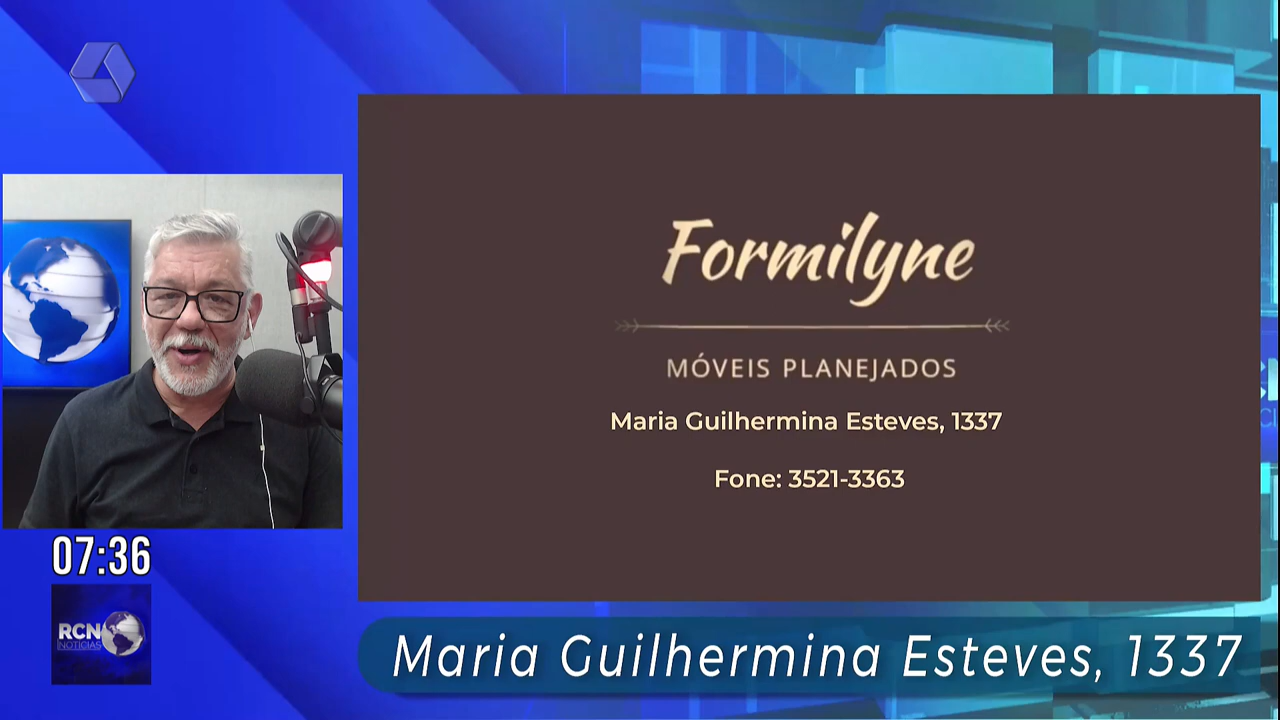 Formilyne
MÓVEIS PLANEJADOS
Maria Guilhermina Esteves, 1337
Fone: 3521-3363
07:36
RCN
NOTÍCIAS
Maria Guilhermina Esteves, 1337